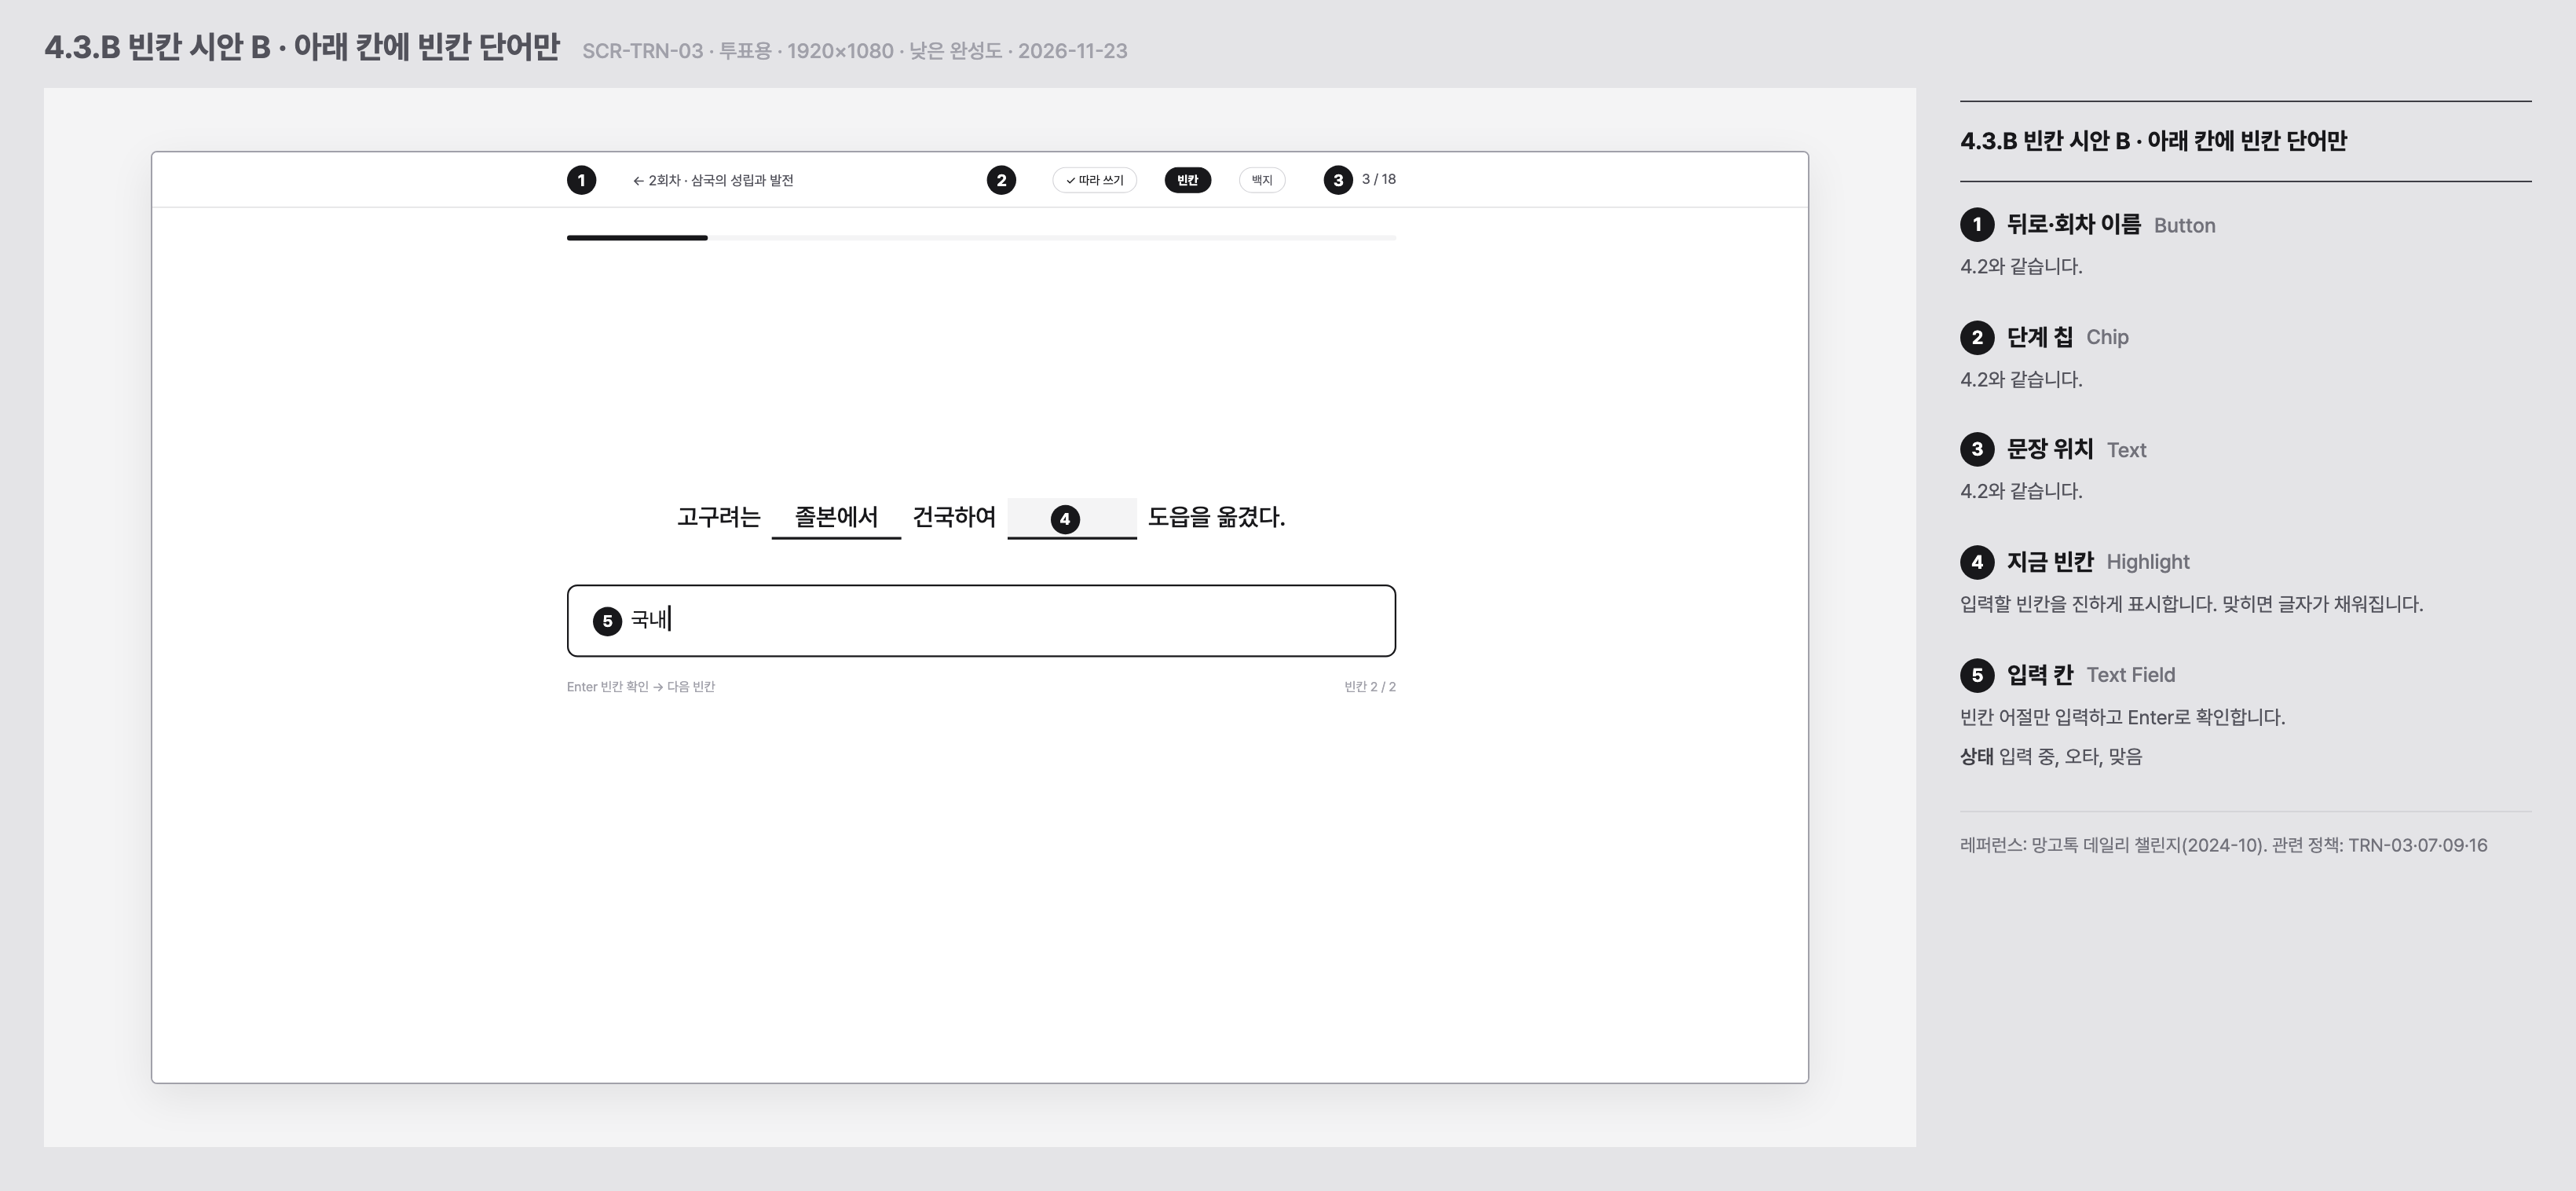 4.3.B 빈칸 시안 B · 아래 칸에 빈칸 단어만 SCR-TRN-03 · 투표용 · 1920×1080 · 낮은 완성도 · 2026-11-23
1 ← 2회차 · 삼국의 성립과 발전 2 ✓ 따라 쓰기 빈칸 백지 3 3 / 18
고구려는 졸본에서 건국하여 4 도읍을 옮겼다.
5 국내
Enter 빈칸 확인 → 다음 빈칸 빈칸 2 / 2
4.3.B 빈칸 시안 B · 아래 칸에 빈칸 단어만
1 뒤로·회차 이름 Button
4.2와 같습니다.
2 단계 칩 Chip
4.2와 같습니다.
3 문장 위치 Text
4.2와 같습니다.
4 지금 빈칸 Highlight
입력할 빈칸을 진하게 표시합니다. 맞히면 글자가 채워집니다.
5 입력 칸 Text Field
빈칸 어절만 입력하고 Enter로 확인합니다.
상태 입력 중, 오타, 맞음
레퍼런스: 망고톡 데일리 챌린지(2024-10). 관련 정책: TRN-03·07·09·16